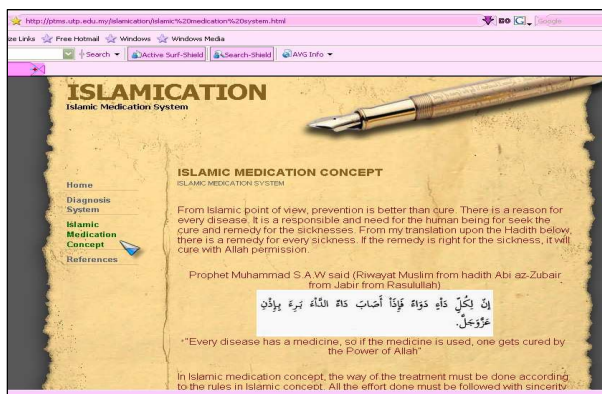 http://ptms.utp.edu.my/islamication/islamic%20medication%20system.html
GO
Google
ze Links Free Hotmail Windows Windows Media
Search Active Surf-Shield Search-Shield AVG Info
ISLAMICATION
Islamic Medication System
Home
Diagnosis
System
Islamic
Medication
Concept
References
ISLAMIC MEDICATION CONCEPT
ISLAMIC MEDICATION SYSTEM
From Islamic point of view, prevention is better than cure. There is a reason for
every disease. It is a responsible and need for the human being for seek the
cure and remedy for the sicknesses. From my translation upon the Hadith below,
there is a remedy for every sickness. If the remedy is right for the sickness, it will
cure with Allah permission.
Prophet Muhammad S.A.W said (Riwayat Muslim from hadith Abi az-Zubair
from Jabir from Rasulullah)
إِنَّ لِكُلِّ دَاءٍ دَوَاءً فَإِذَا أَصَابَ دَاءً الدَّاءَ بَرِءَ بِإِذْنِ
عَزَّوَجَلَّ.
"Every disease has a medicine, so if the medicine is used, one gets cured by
the Power of Allah"
In Islamic medication concept, the way of the treatment must be done according
to the rules in Islamic concept. All the effort done must be followed with sincerity